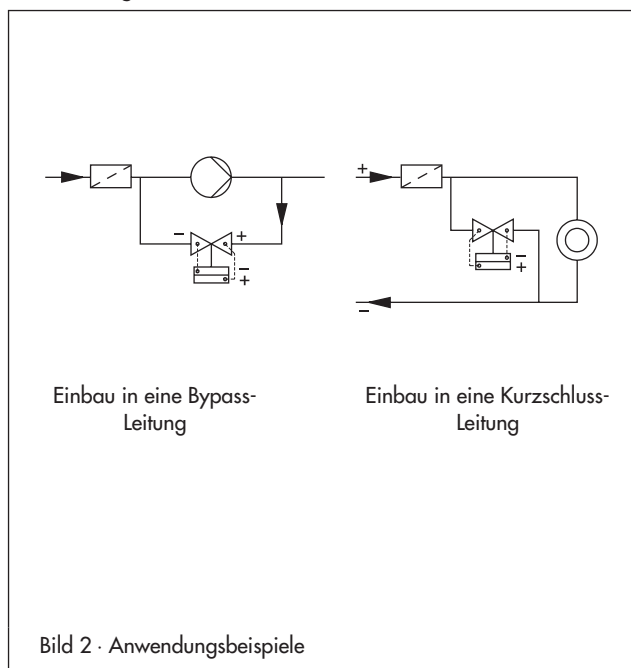 − +
−
+
+
−
+
−
Einbau in eine Bypass-
Leitung
Einbau in eine Kurzschluss-
Leitung
Bild 2 · Anwendungsbeispiele